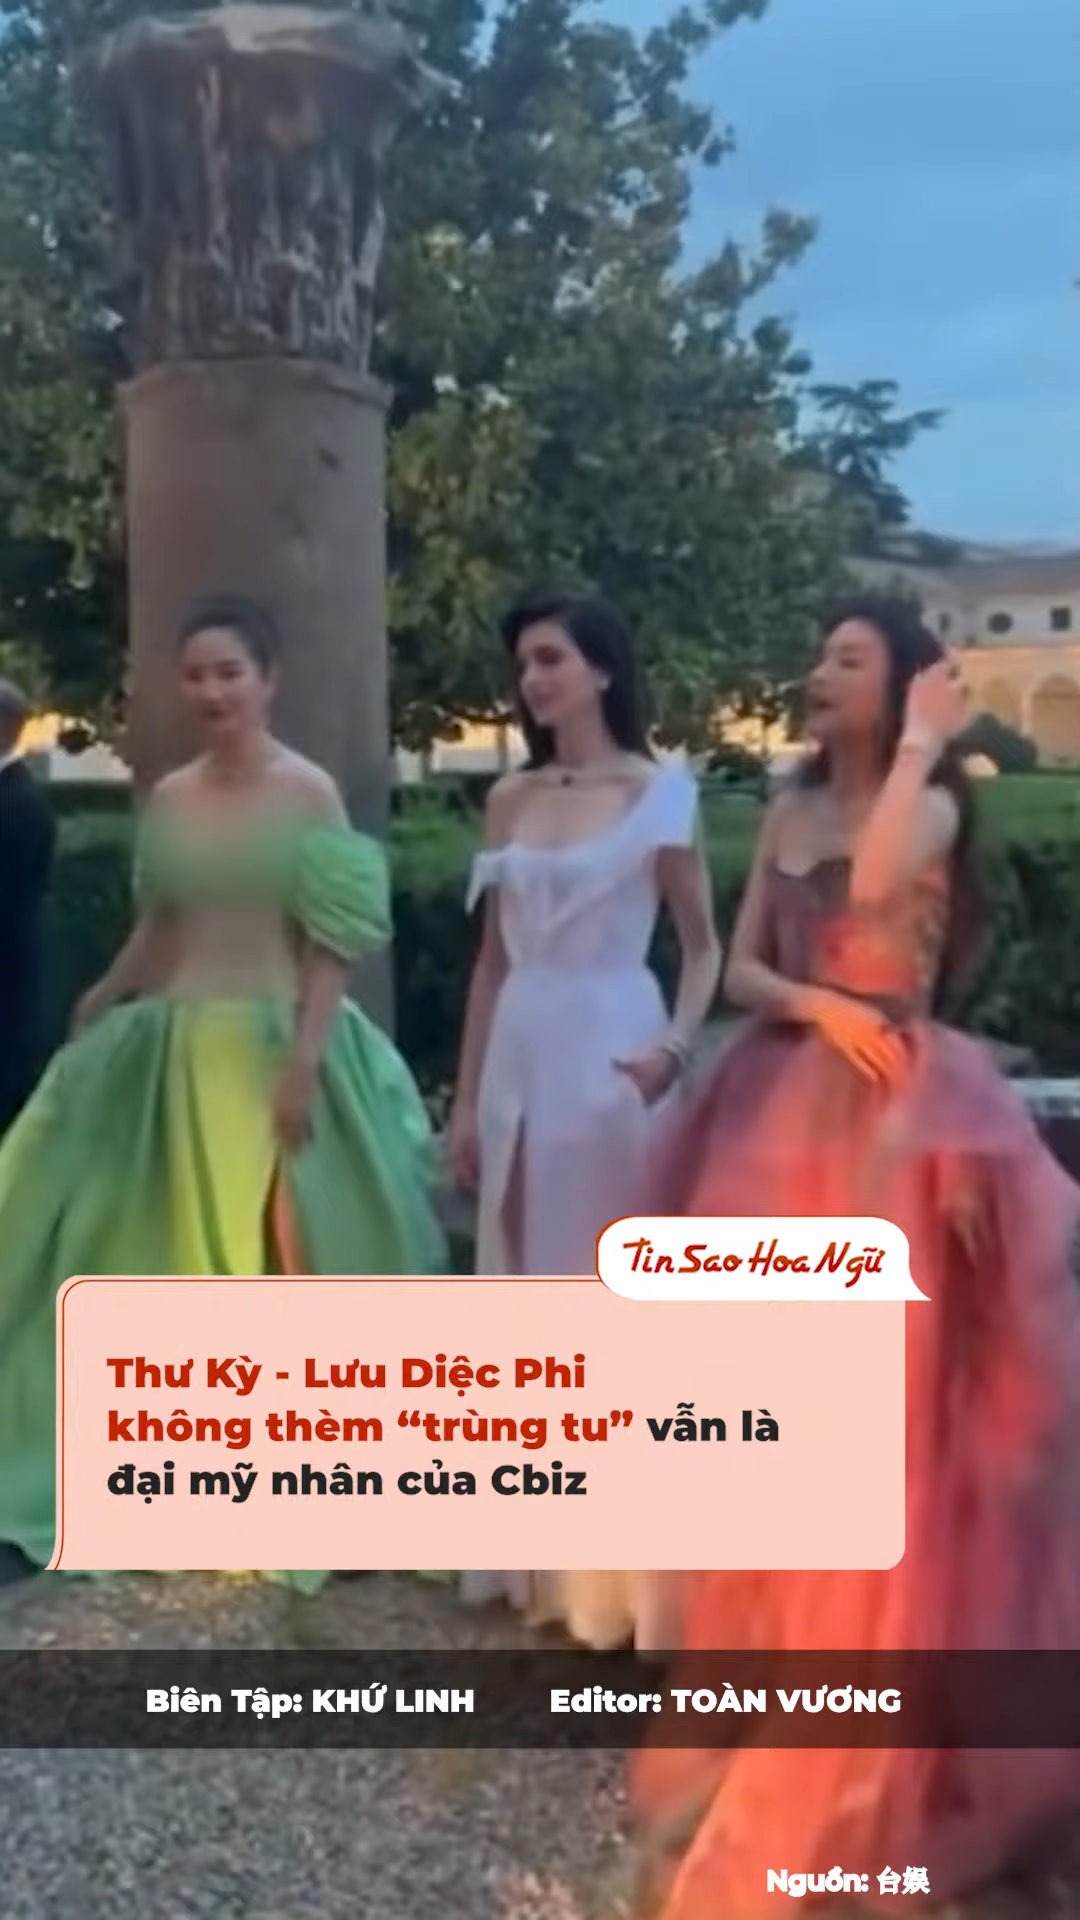 Tin Sao Hoa Ngữ
Thư Kỳ - Lưu Diệc Phi
không thèm “trùng tu” vẫn là
đại mỹ nhân của Cbiz
Biên Tập: KHỨ LINH
Editor: TOÀN VƯƠNG
Nguồn: 台娛